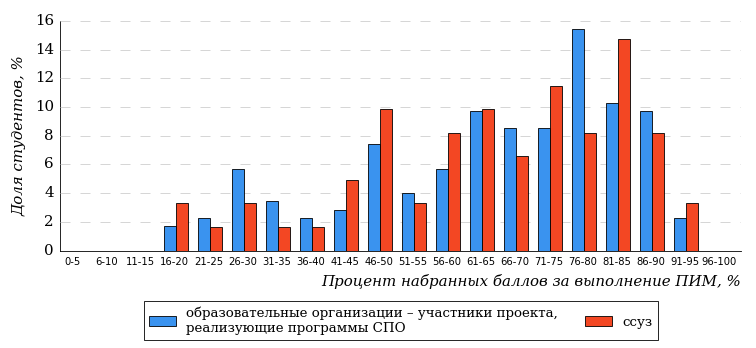 Доля студентов, %
16
14
12
10
8
6
4
2
0
0-5 6-10 11-15 16-20 21-25 26-30 31-35 36-40 41-45 46-50 51-55 56-60 61-65 66-70 71-75 76-80 81-85 86-90 91-95 96-100
Процент набранных баллов за выполнение ПИМ, %
образовательные организации – участники проекта,
реализующие программы СПО
ссуз